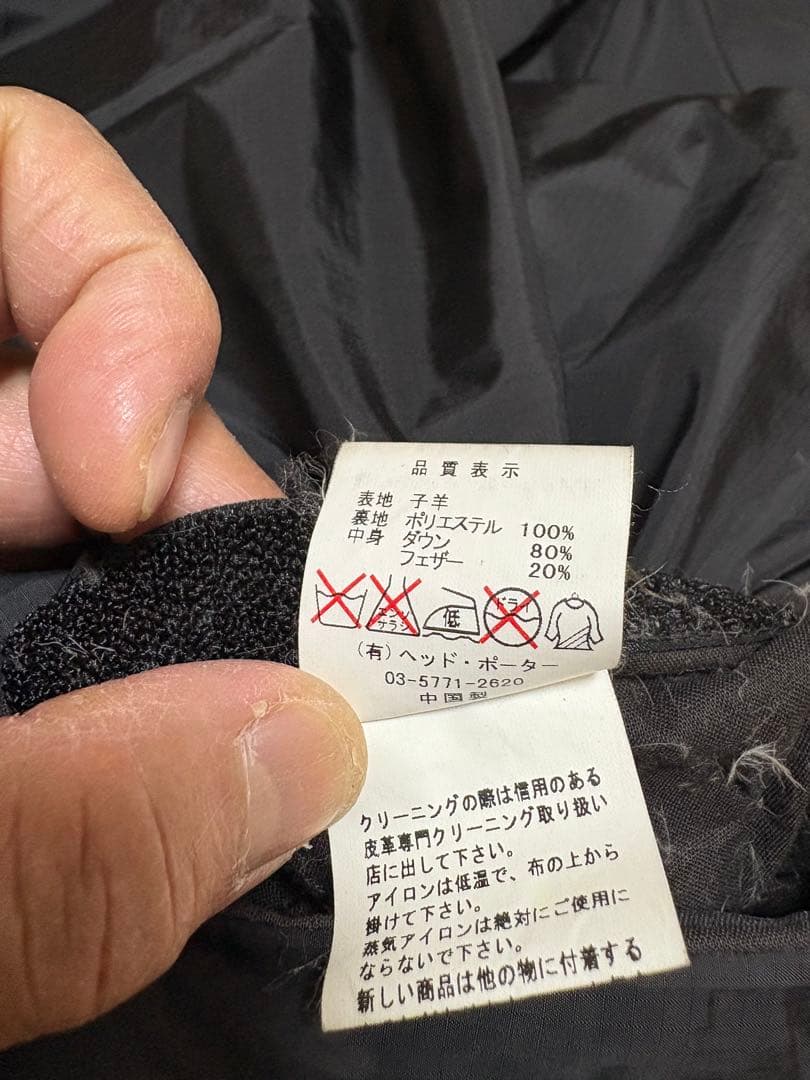 品質表示
表地 子羊
裏地 ポリエステル 100%
中身 ダウン 80%
フェザー 20%
エンソ
サラシ
低
ドライ
(有)ヘッド・ポーター
03-5771-2620
中国製
クリーニングの際は信用のある
皮革専門クリーニング取り扱い
店に出して下さい。
アイロンは低温で、布の上から
掛けて下さい。
蒸気アイロンは絶対にご使用に
ならないで下さい。
新しい商品は他の物に付着する